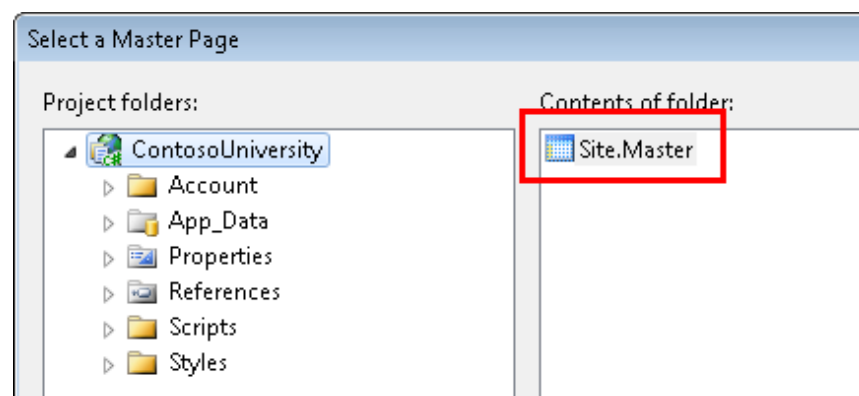 Select a Master Page
Project folders:
Contents of folder:
ContosoUniversity
Site.Master
Account
App_Data
Properties
References
Scripts
Styles